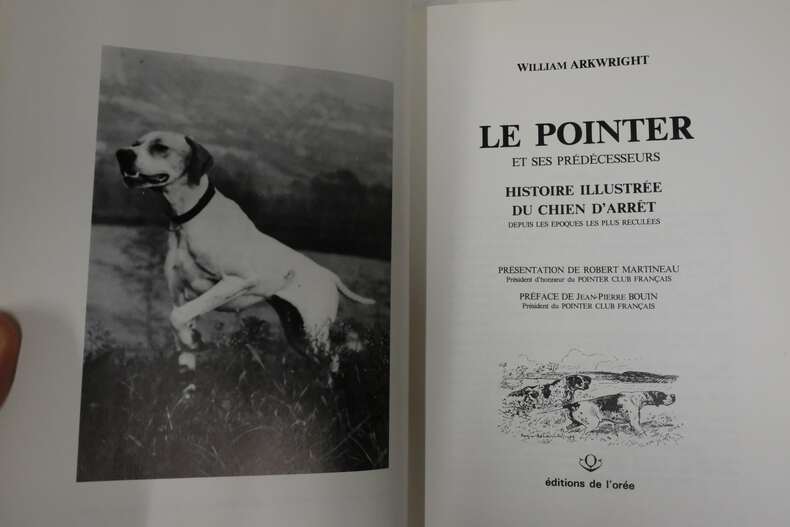 WILLIAM ARKWRIGHT
LE POINTER
ET SES PRÉDÉCESSEURS
HISTOIRE ILLUSTRÉE
DU CHIEN D'ARRÊT
DEPUIS LES ÉPOQUES LES PLUS RECULÉES
PRÉSENTATION DE ROBERT MARTINEAU
Président d'honneur du POINTER CLUB FRANÇAIS
PRÉFACE DE JEAN-PIERRE BOUIN
Président du POINTER CLUB FRANÇAIS
éditions de l'orée